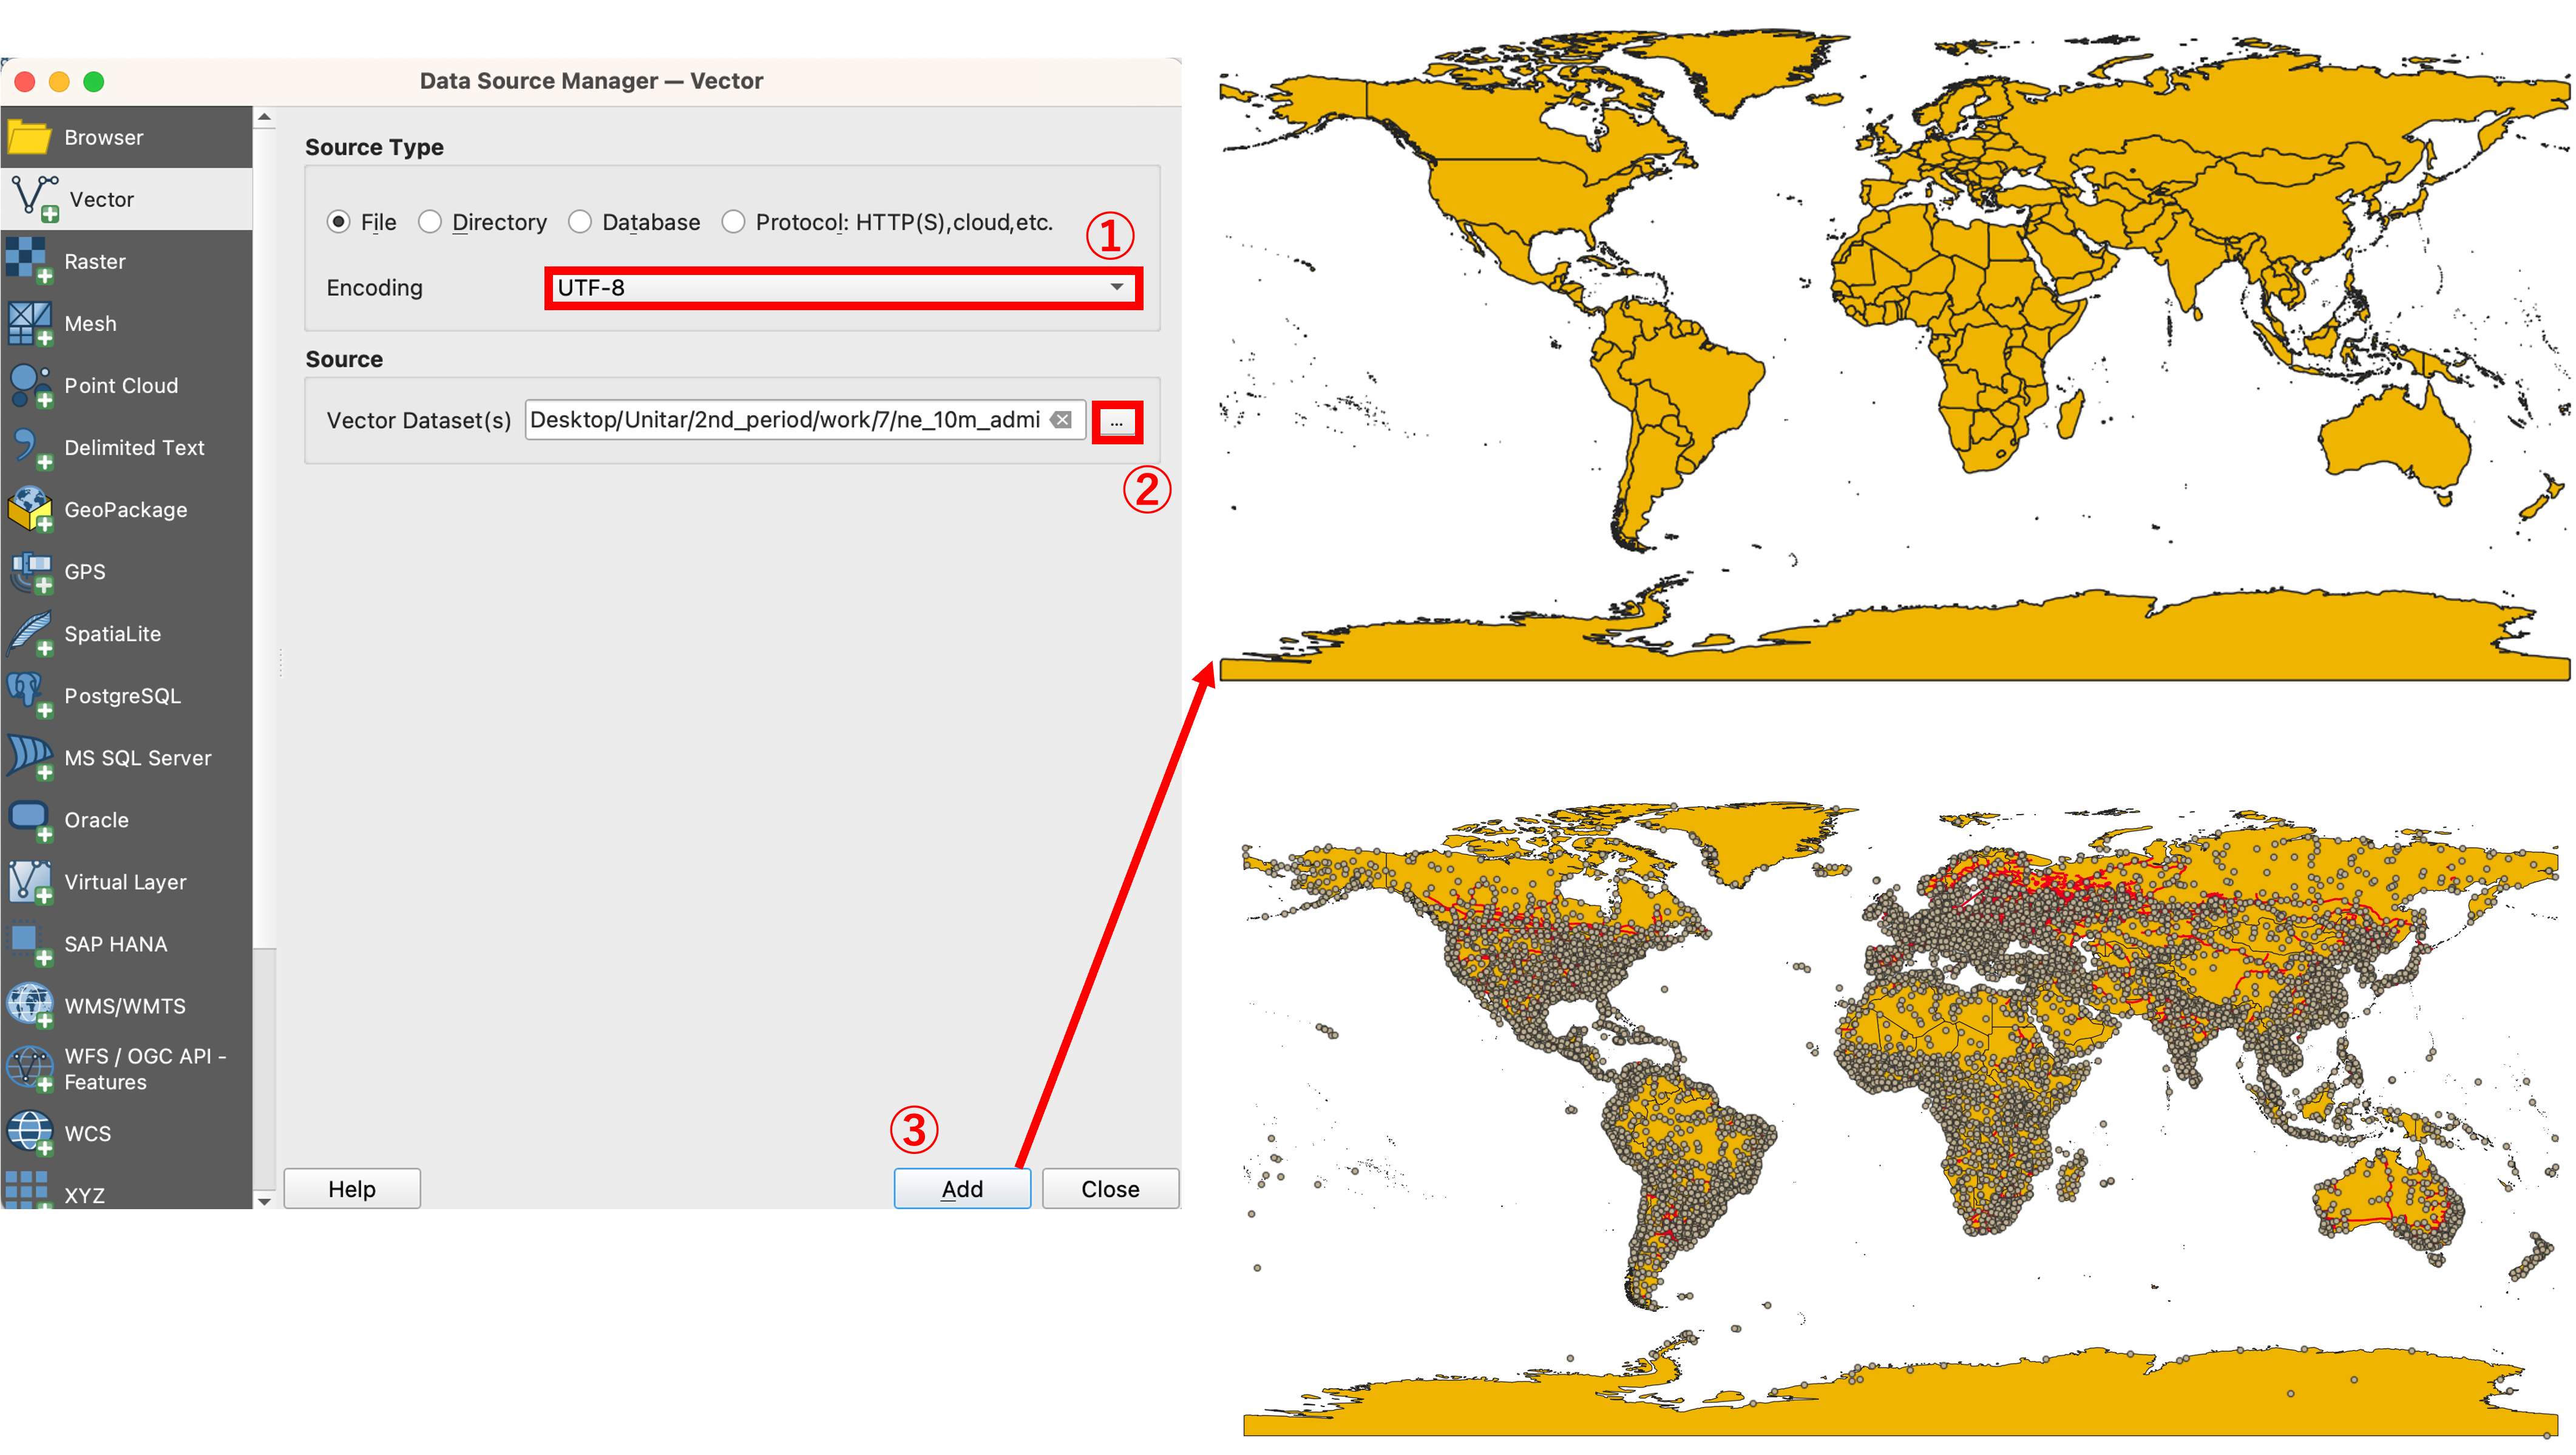 Data Source Manager — Vector
Browser
Vector
Raster
Mesh
Point Cloud
Delimited Text
GeoPackage
GPS
SpatiaLite
PostgreSQL
MS SQL Server
Oracle
Virtual Layer
SAP HANA
WMS/WMTS
WFS / OGC API -
Features
WCS
XYZ
Source Type
File Directory Database Protocol: HTTP(S),cloud,etc.
①
Encoding UTF-8
Source
Vector Dataset(s) Desktop/Unitar/2nd_period/work/7/ne_10m_admi ...
②
③
Help Add Close